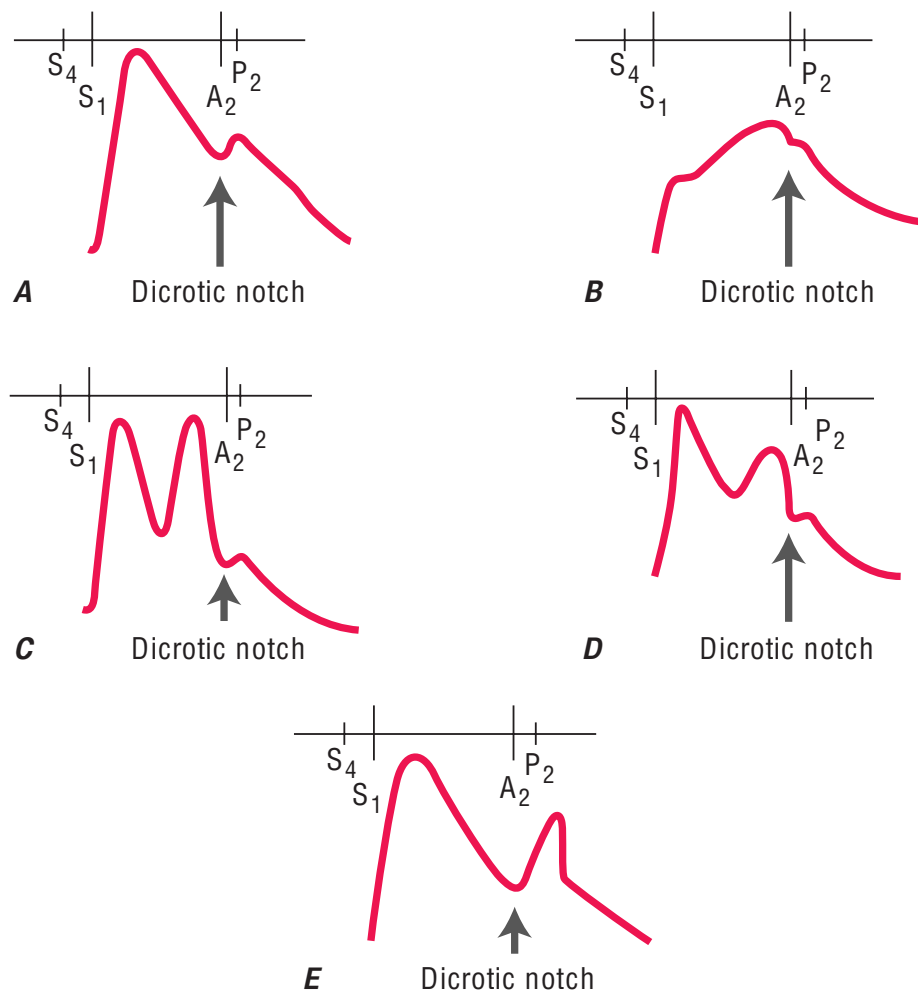 S4 P2 S4 P2
S1 A2 S1 A2
A Dicrotic notch B Dicrotic notch
S4 P2 S4 P2
S1 A2 S1 A2
C Dicrotic notch D Dicrotic notch
S4 P2
S1 A2
E Dicrotic notch